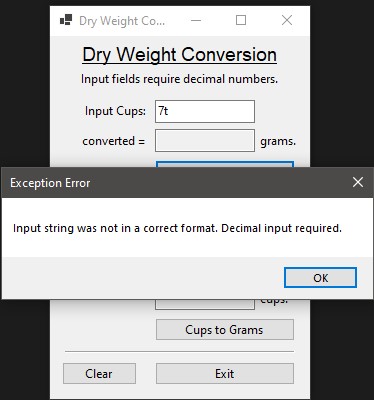 Dry Weight Co...
Dry Weight Conversion
Input fields require decimal numbers.
Input Cups: 7t
converted = grams.
Exception Error
Input string was not in a correct format. Decimal input required.
OK
cups.
Cups to Grams
Clear Exit